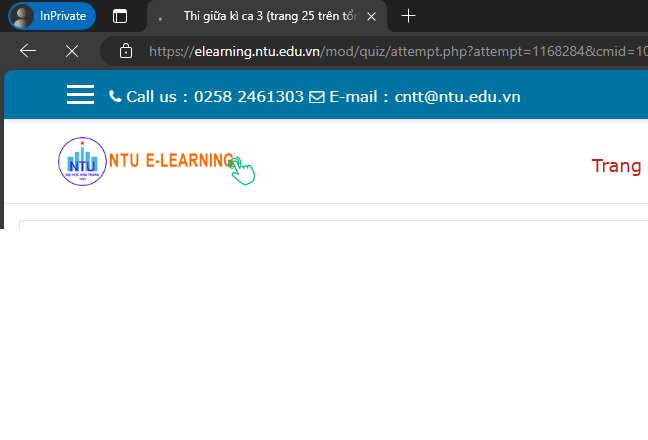 InPrivate
Thi giữa kì ca 3 (trang 25 trên tổn
https://elearning.ntu.edu.vn/mod/quiz/attempt.php?attempt=1168284&cmid=10
Call us : 0258 2461303 E-mail : cntt@ntu.edu.vn
NTU
NTU E-LEARNING
Trang